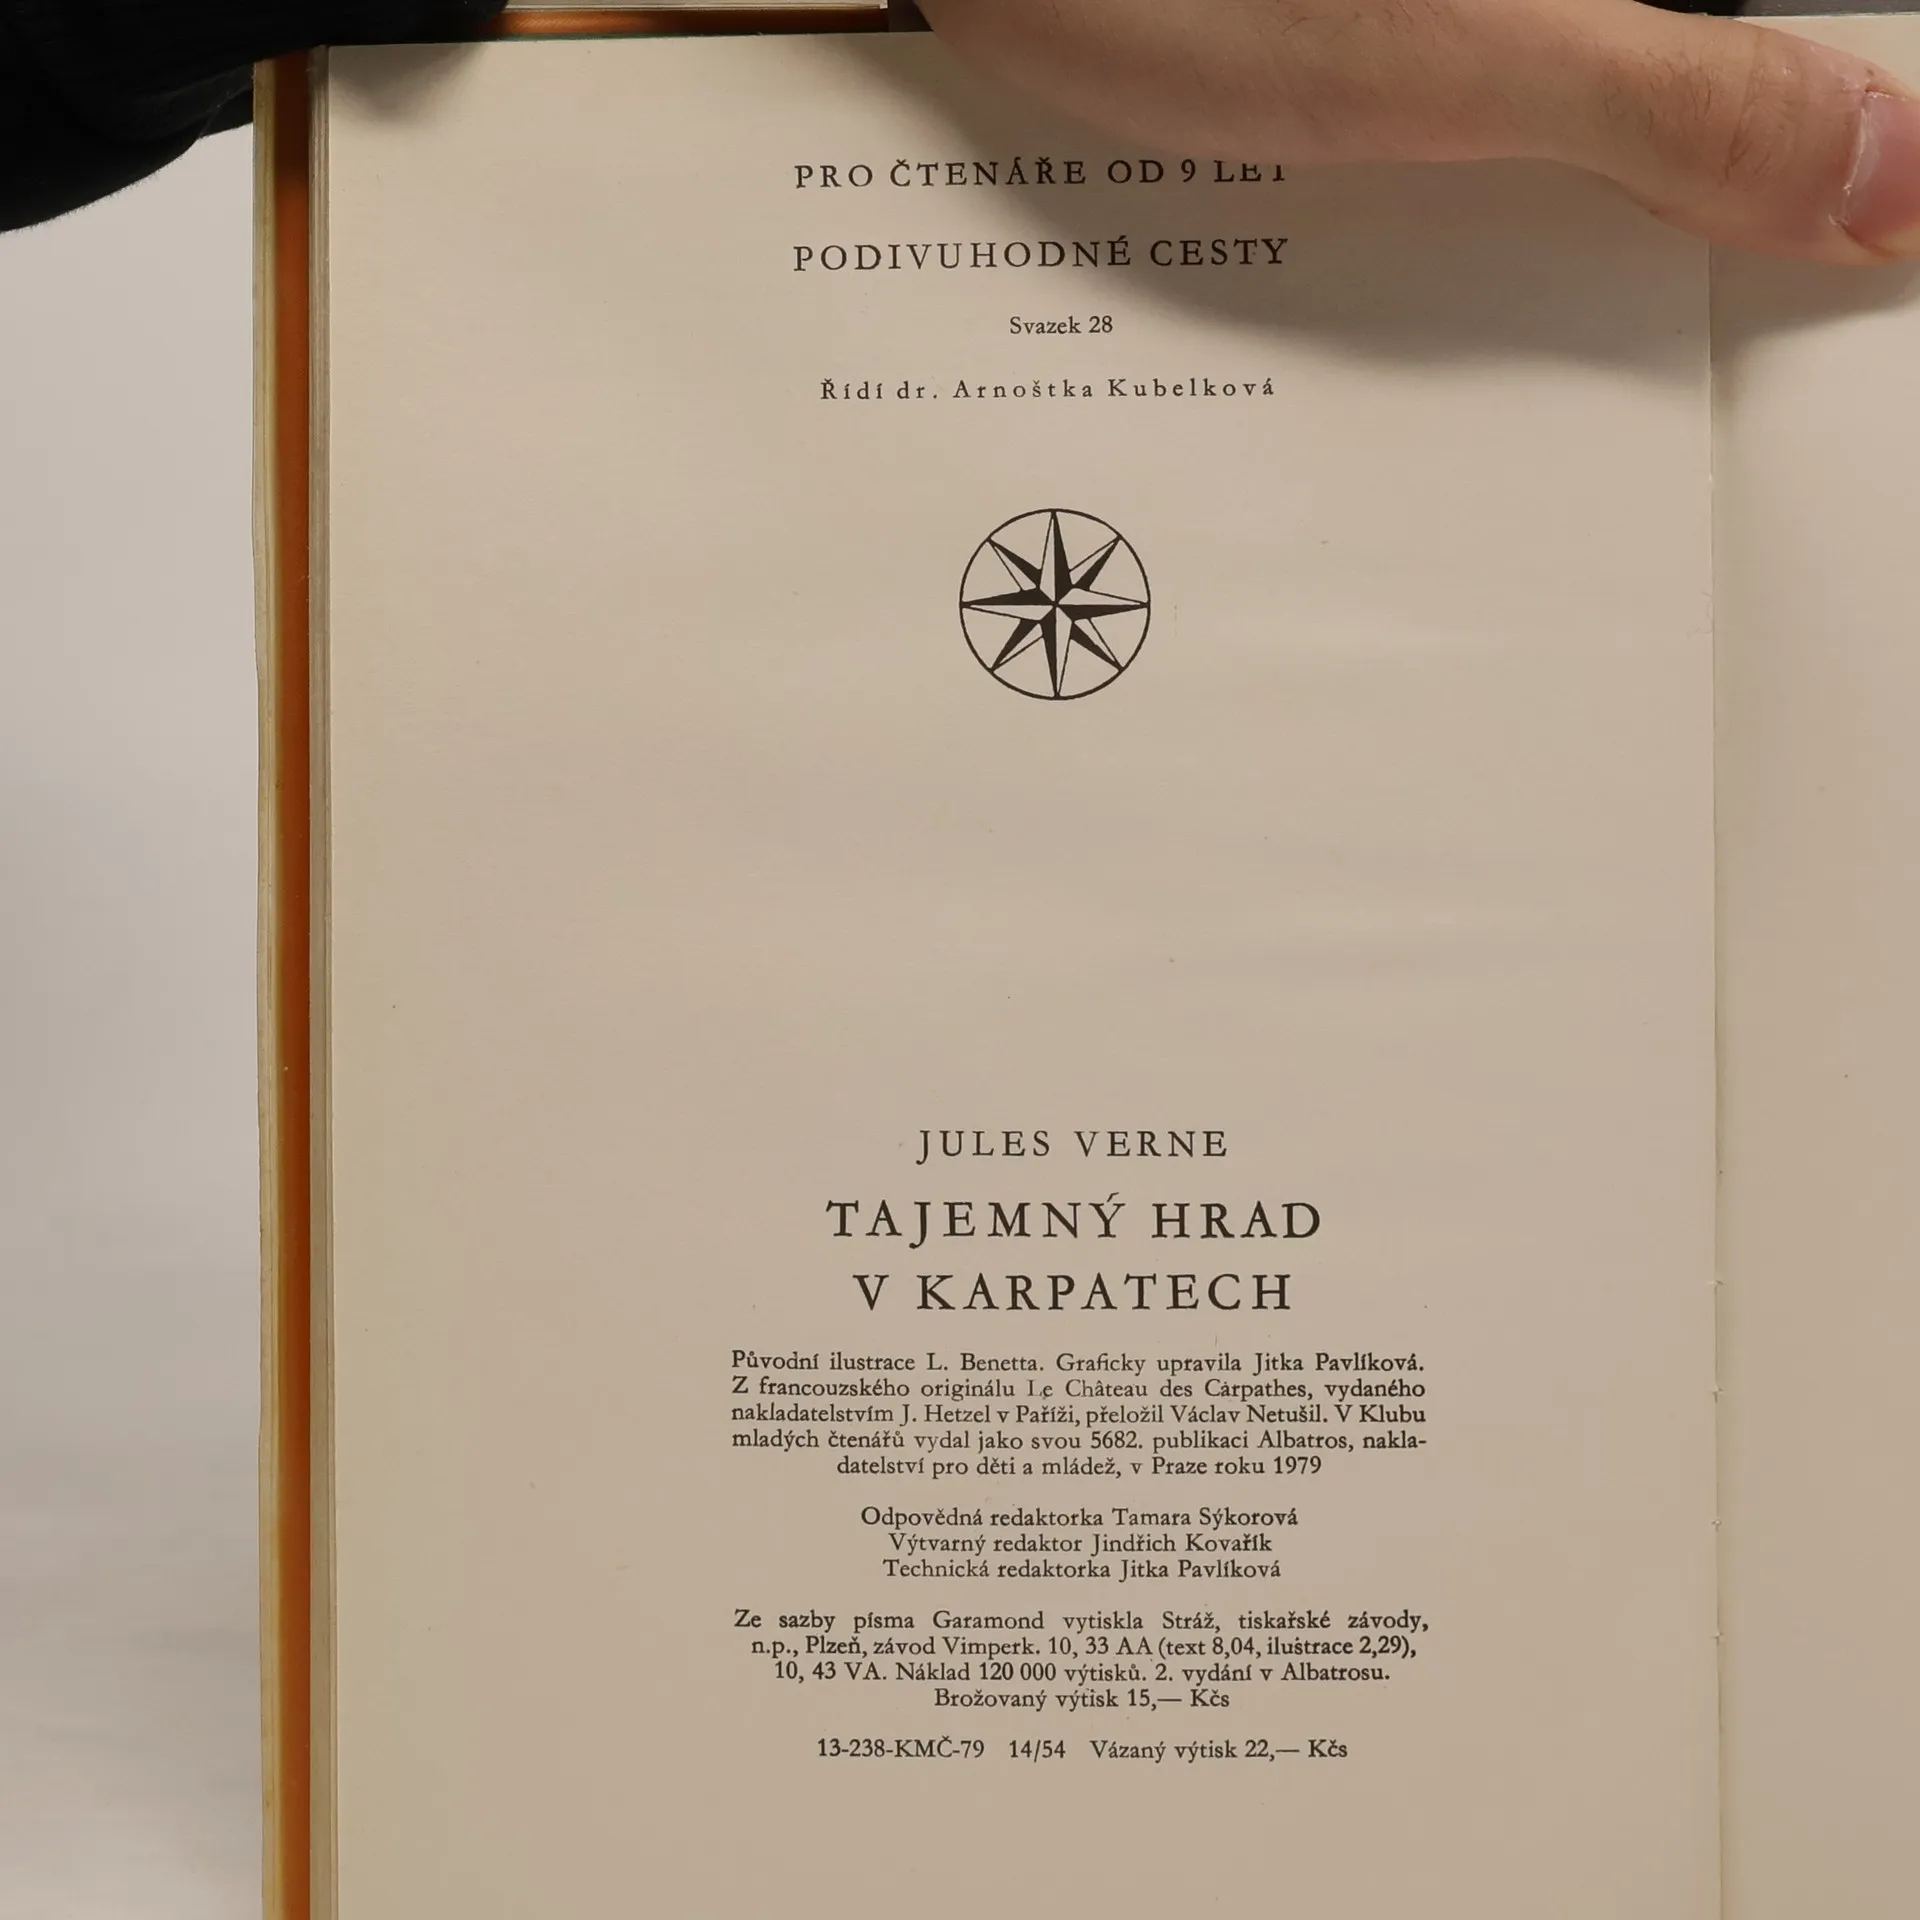 PRO ČTENÁŘE OD 9 LET
PODIVUHODNÉ CESTY
Svazek 28
Řídí dr. Arnoštka Kubelková
JULES VERNE
TAJEMNÝ HRAD
V KARPATECH
Původní ilustrace L. Benetta. Graficky upravila Jitka Pavlíková.
Z francouzského originálu Le Château des Cárpathes, vydaného
nakladatelstvím J. Hetzel v Paříži, přeložil Václav Netušil. V Klubu
mladých čtenářů vydal jako svou 5682. publikaci Albatros, nakla-
datelství pro děti a mládež, v Praze roku 1979
Odpovědná redaktorka Tamara Sýkorová
Výtvarný redaktor Jindřich Kovařík
Technická redaktorka Jitka Pavlíková
Ze sazby písma Garamond vytiskla Stráž, tiskařské závody,
n.p., Plzeň, závod Vimperk. 10, 33 AA (text 8,04, ilustrace 2,29),
10, 43 VA. Náklad 120 000 výtisků. 2. vydání v Albatrosu.
Brožovaný výtisk 15,— Kčs
13-238-KMČ-79 14/54 Vázaný výtisk 22,— Kčs